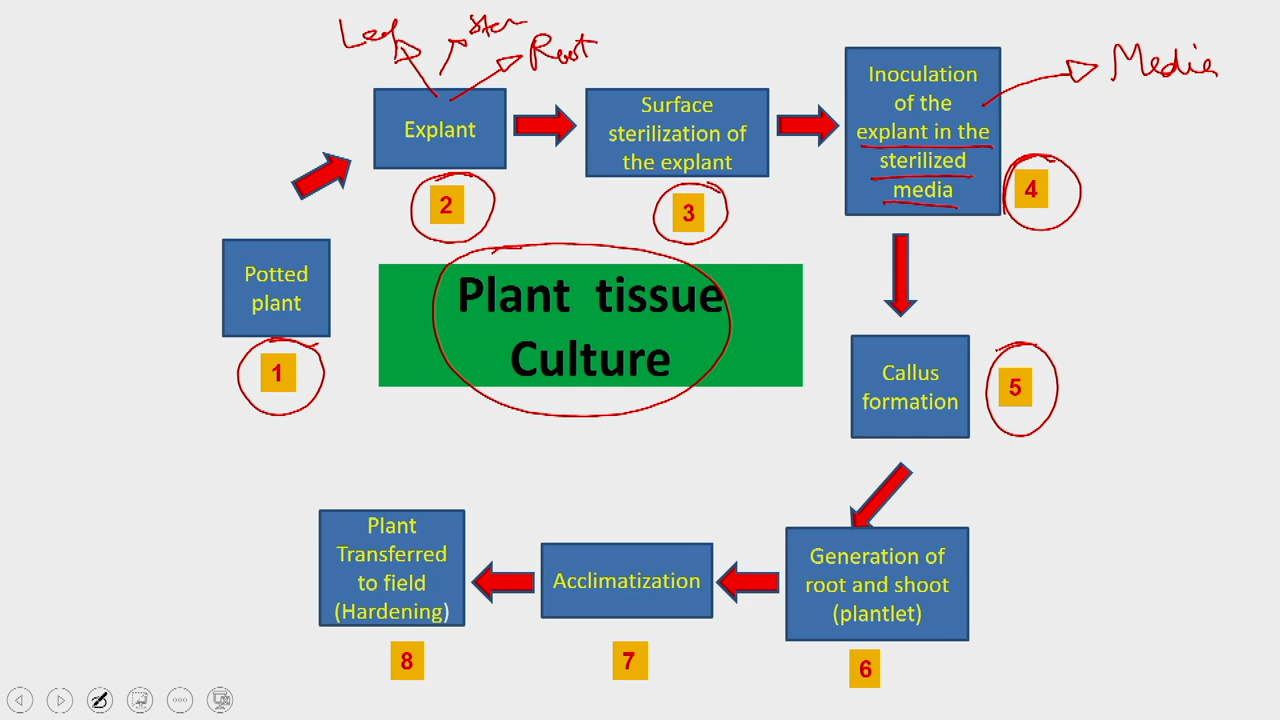 Leaf
Stem
Root
Explant
2
Surface
sterilization of
the explant
3
Inoculation
of the
explant in the
sterilized
media
4
Media
Potted
plant
1
Plant tissue
Culture
Callus
formation
5
Generation of
root and shoot
(plantlet)
6
Acclimatization
7
Plant
Transferred
to field
(Hardening)
8